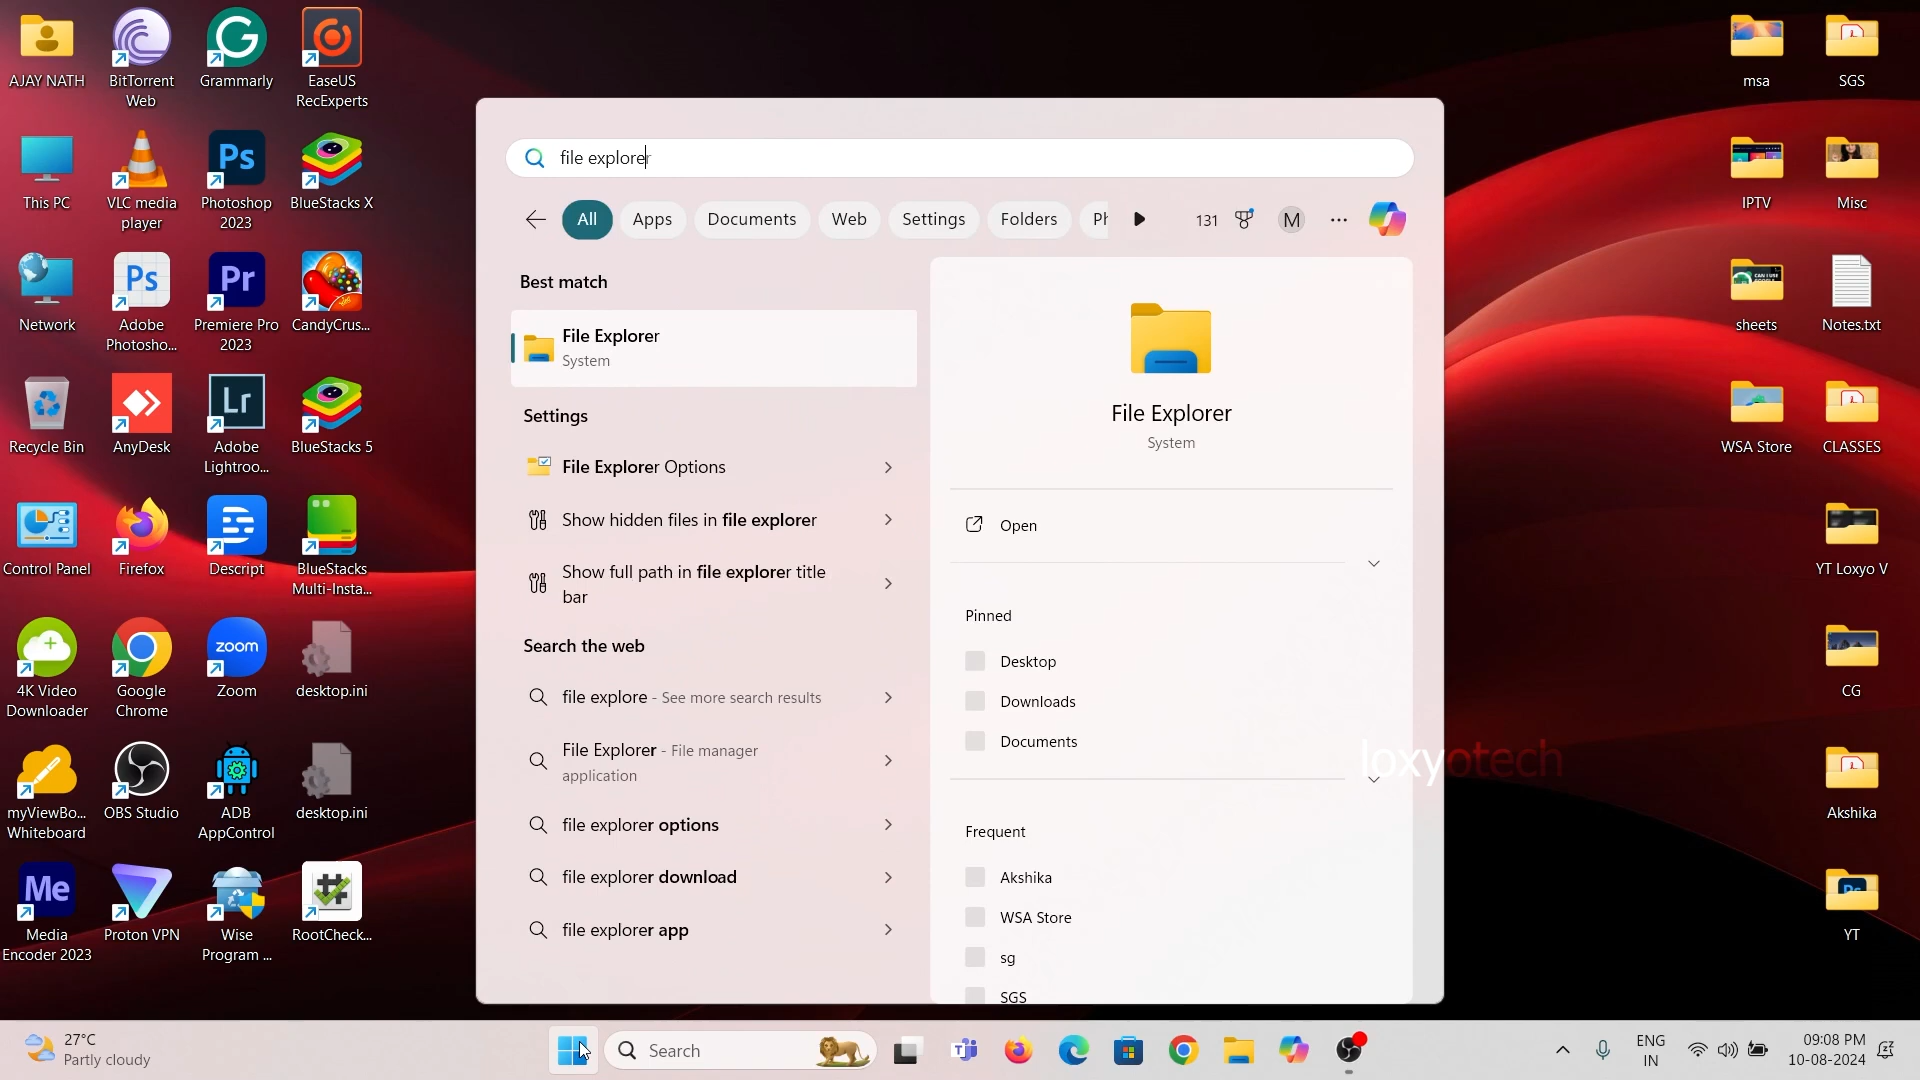 AJAY NATH
BitTorrent
Web
Grammarly
EaseUS
RecExperts
This PC
VLC media
player
Ps
Photoshop
2023
BlueStacks X
Network
Ps
Adobe
Photosho...
Pr
Premiere Pro
2023
CandyCrus...
Recycle Bin
AnyDesk
Lr
Adobe
Lightroo...
BlueStacks 5
Control Panel
Firefox
Descript
BlueStacks
Multi-Insta...
4K Video
Downloader
Google
Chrome
zoom
Zoom
desktop.ini
myViewBo...
Whiteboard
OBS Studio
ADB
AppControl
desktop.ini
Me
Media
Encoder 2023
Proton VPN
Wise
Program ...
RootCheck...
file explorer
All
Apps
Documents
Web
Settings
Folders
Ph
131
M
Best match
File Explorer
System
Settings
File Explorer Options
Show hidden files in file explorer
Show full path in file explorer title
bar
Search the web
file explore - See more search results
File Explorer - File manager
application
file explorer options
file explorer download
file explorer app
File Explorer
System
Open
Pinned
Desktop
Downloads
Documents
Frequent
Akshika
WSA Store
sg
SGS
loxyotech
msa
SGS
IPTV
Misc
sheets
Notes.txt
WSA Store
CLASSES
YT Loxyo V
CG
Akshika
Ps
YT
27°C
Partly cloudy
Search
ENG
IN
09:08 PM
10-08-2024